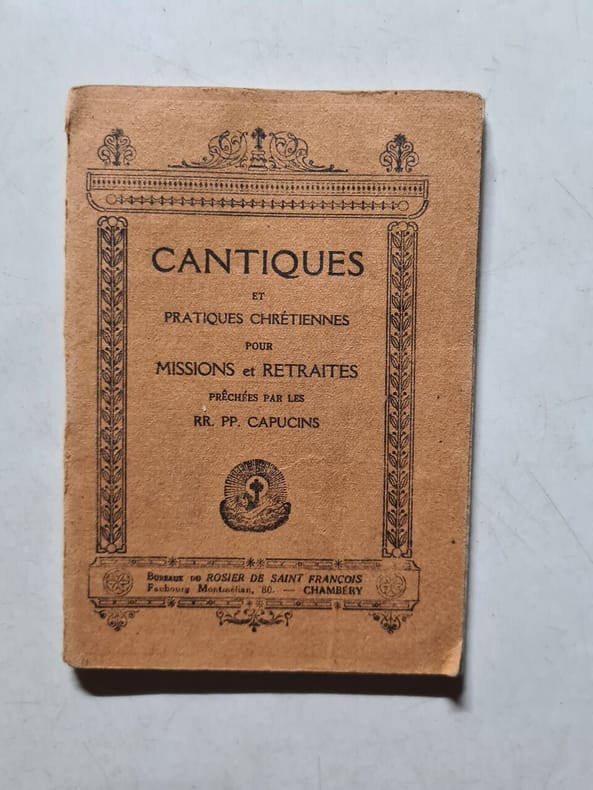 CANTIQUES
ET
PRATIQUES CHRÉTIENNES
POUR
MISSIONS et RETRAITES
PRÊCHÉES PAR LES
RR. PP. CAPUCINS
BUREAUX DU ROSIER DE SAINT FRANÇOIS
Faubourg Montmélian, 80. — CHAMBÉRY